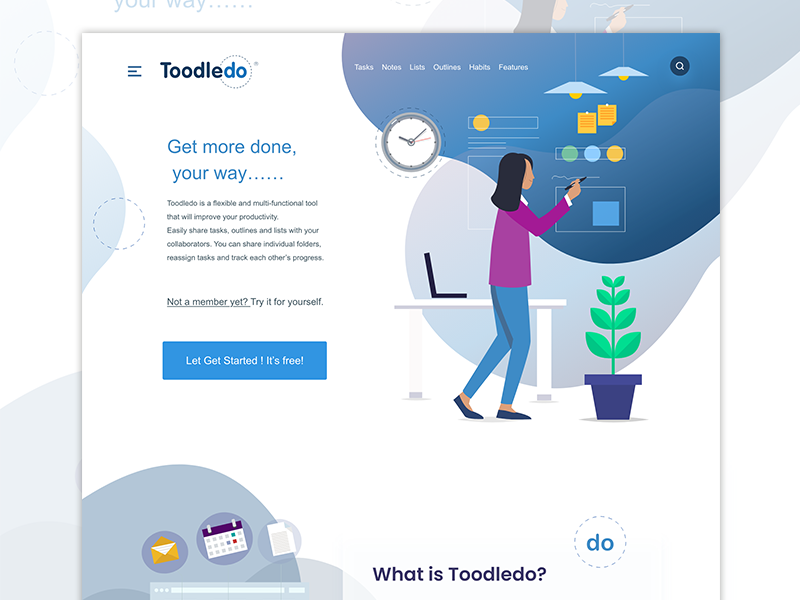 your way……
Toodledo®
Tasks Notes Lists Outlines Habits Features
Get more done,
your way……
Toodledo is a flexible and multi-functional tool
that will improve your productivity.
Easily share tasks, outlines and lists with your
collaborators. You can share individual folders,
reassign tasks and track each other's progress.
Not a member yet? Try it for yourself.
Let Get Started ! It's free!
do
What is Toodledo?